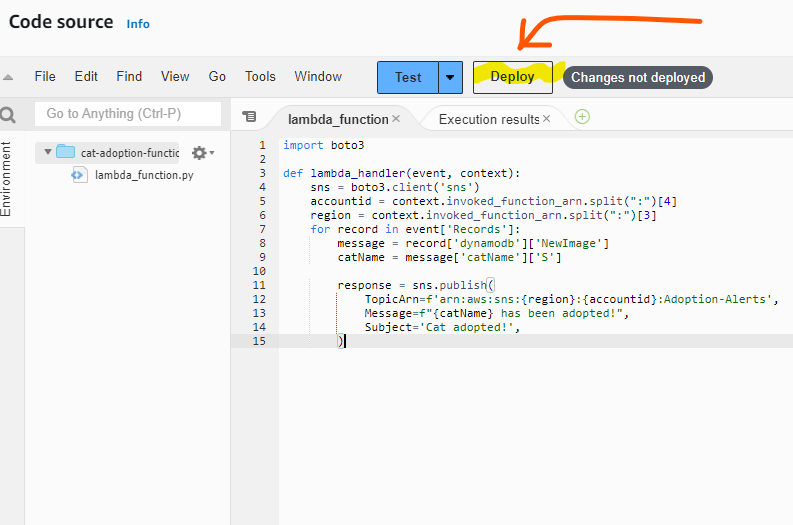 Code source Info
File Edit Find View Go Tools Window Test Deploy Changes not deployed
Go to Anything (Ctrl-P)
lambda_function Execution results
Environment
cat-adoption-functic
lambda_function.py
1 import boto3
2
3 def lambda_handler(event, context):
4     sns = boto3.client('sns')
5     accountid = context.invoked_function_arn.split(":")[4]
6     region = context.invoked_function_arn.split(":")[3]
7     for record in event['Records']:
8         message = record['dynamodb']['NewImage']
9         catName = message['catName']['S']
10
11         response = sns.publish(
12             TopicArn=f'arn:aws:sns:{region}:{accountid}:Adoption-Alerts',
13             Message=f"{catName} has been adopted!",
14             Subject='Cat adopted!',
15         )